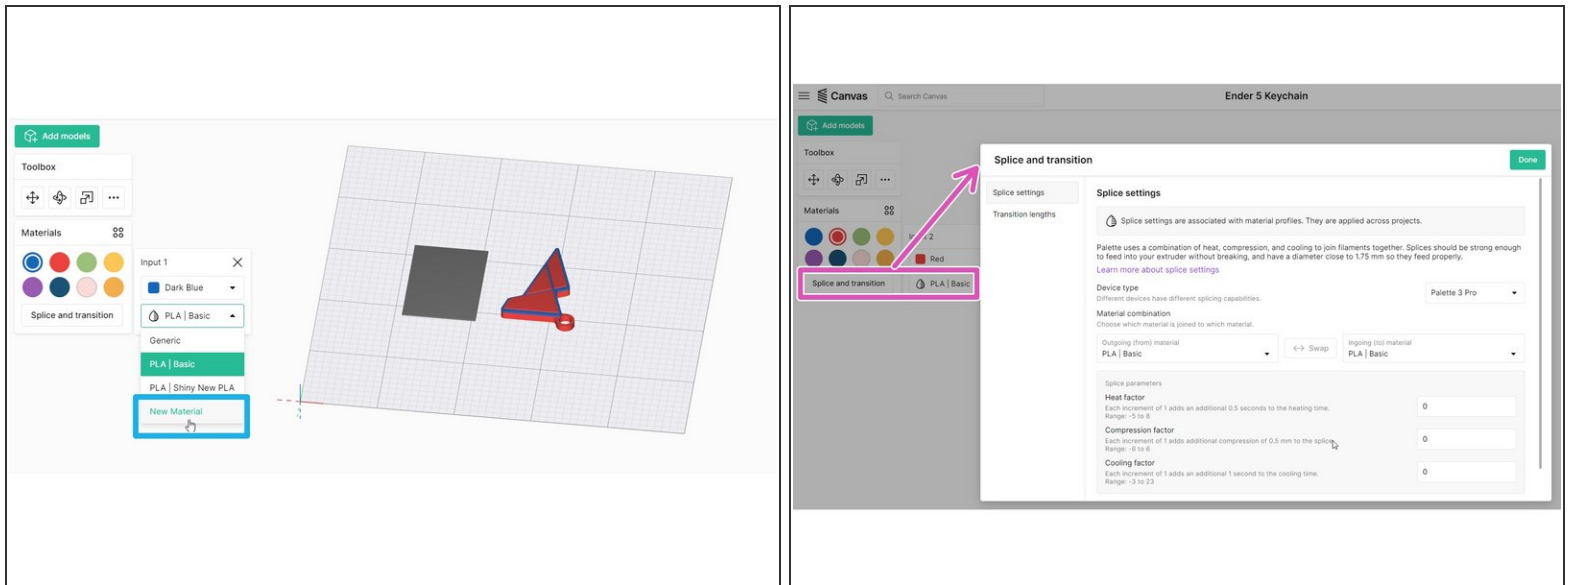 Add models
Toolbox
Materials
Input 1
Dark Blue
Splice and transition
PLA | Basic
Generic
PLA | Basic
PLA | Shiny New PLA
New Material
Canvas
Search Canvas
Ender 5 Keychain
Add models
Toolbox
Materials
2
Red
Splice and transition
PLA | Basic
Splice and transition
Done
Splice settings
Transition lengths
Splice settings
Splice settings are associated with material profiles. They are applied across projects.
Palette uses a combination of heat, compression, and cooling to join filaments together. Splices should be strong enough
to feed into your extruder without breaking, and have a diameter close to 1.75 mm so they feed properly.
Learn more about splice settings
Device type
Different devices have different splicing capabilities.
Palette 3 Pro
Material combination
Choose which material is joined to which material.
Outgoing (from) material
PLA | Basic
Swap
Ingoing (to) material
PLA | Basic
Splice parameters
Heat factor
Each increment of 1 adds an additional 0.5 seconds to the heating time.
Range: -5 to 8
0
Compression factor
Each increment of 1 adds additional compression of 0.5 mm to the splice.
Range: -6 to 6
0
Cooling factor
Each increment of 1 adds an additional 1 second to the cooling time.
Range: -3 to 23
0